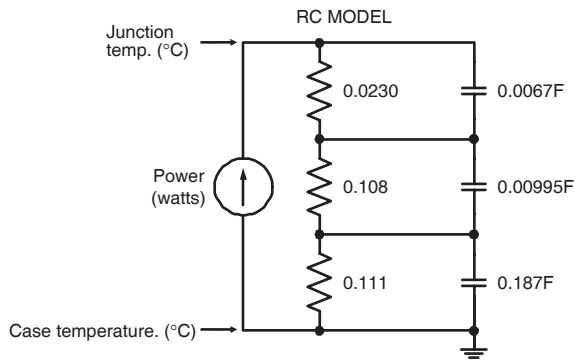 RC MODEL
Junction
temp. (°C)
0.0230
0.0067F
Power
(watts)
0.108
0.00995F
0.111
0.187F
Case temperature. (°C)